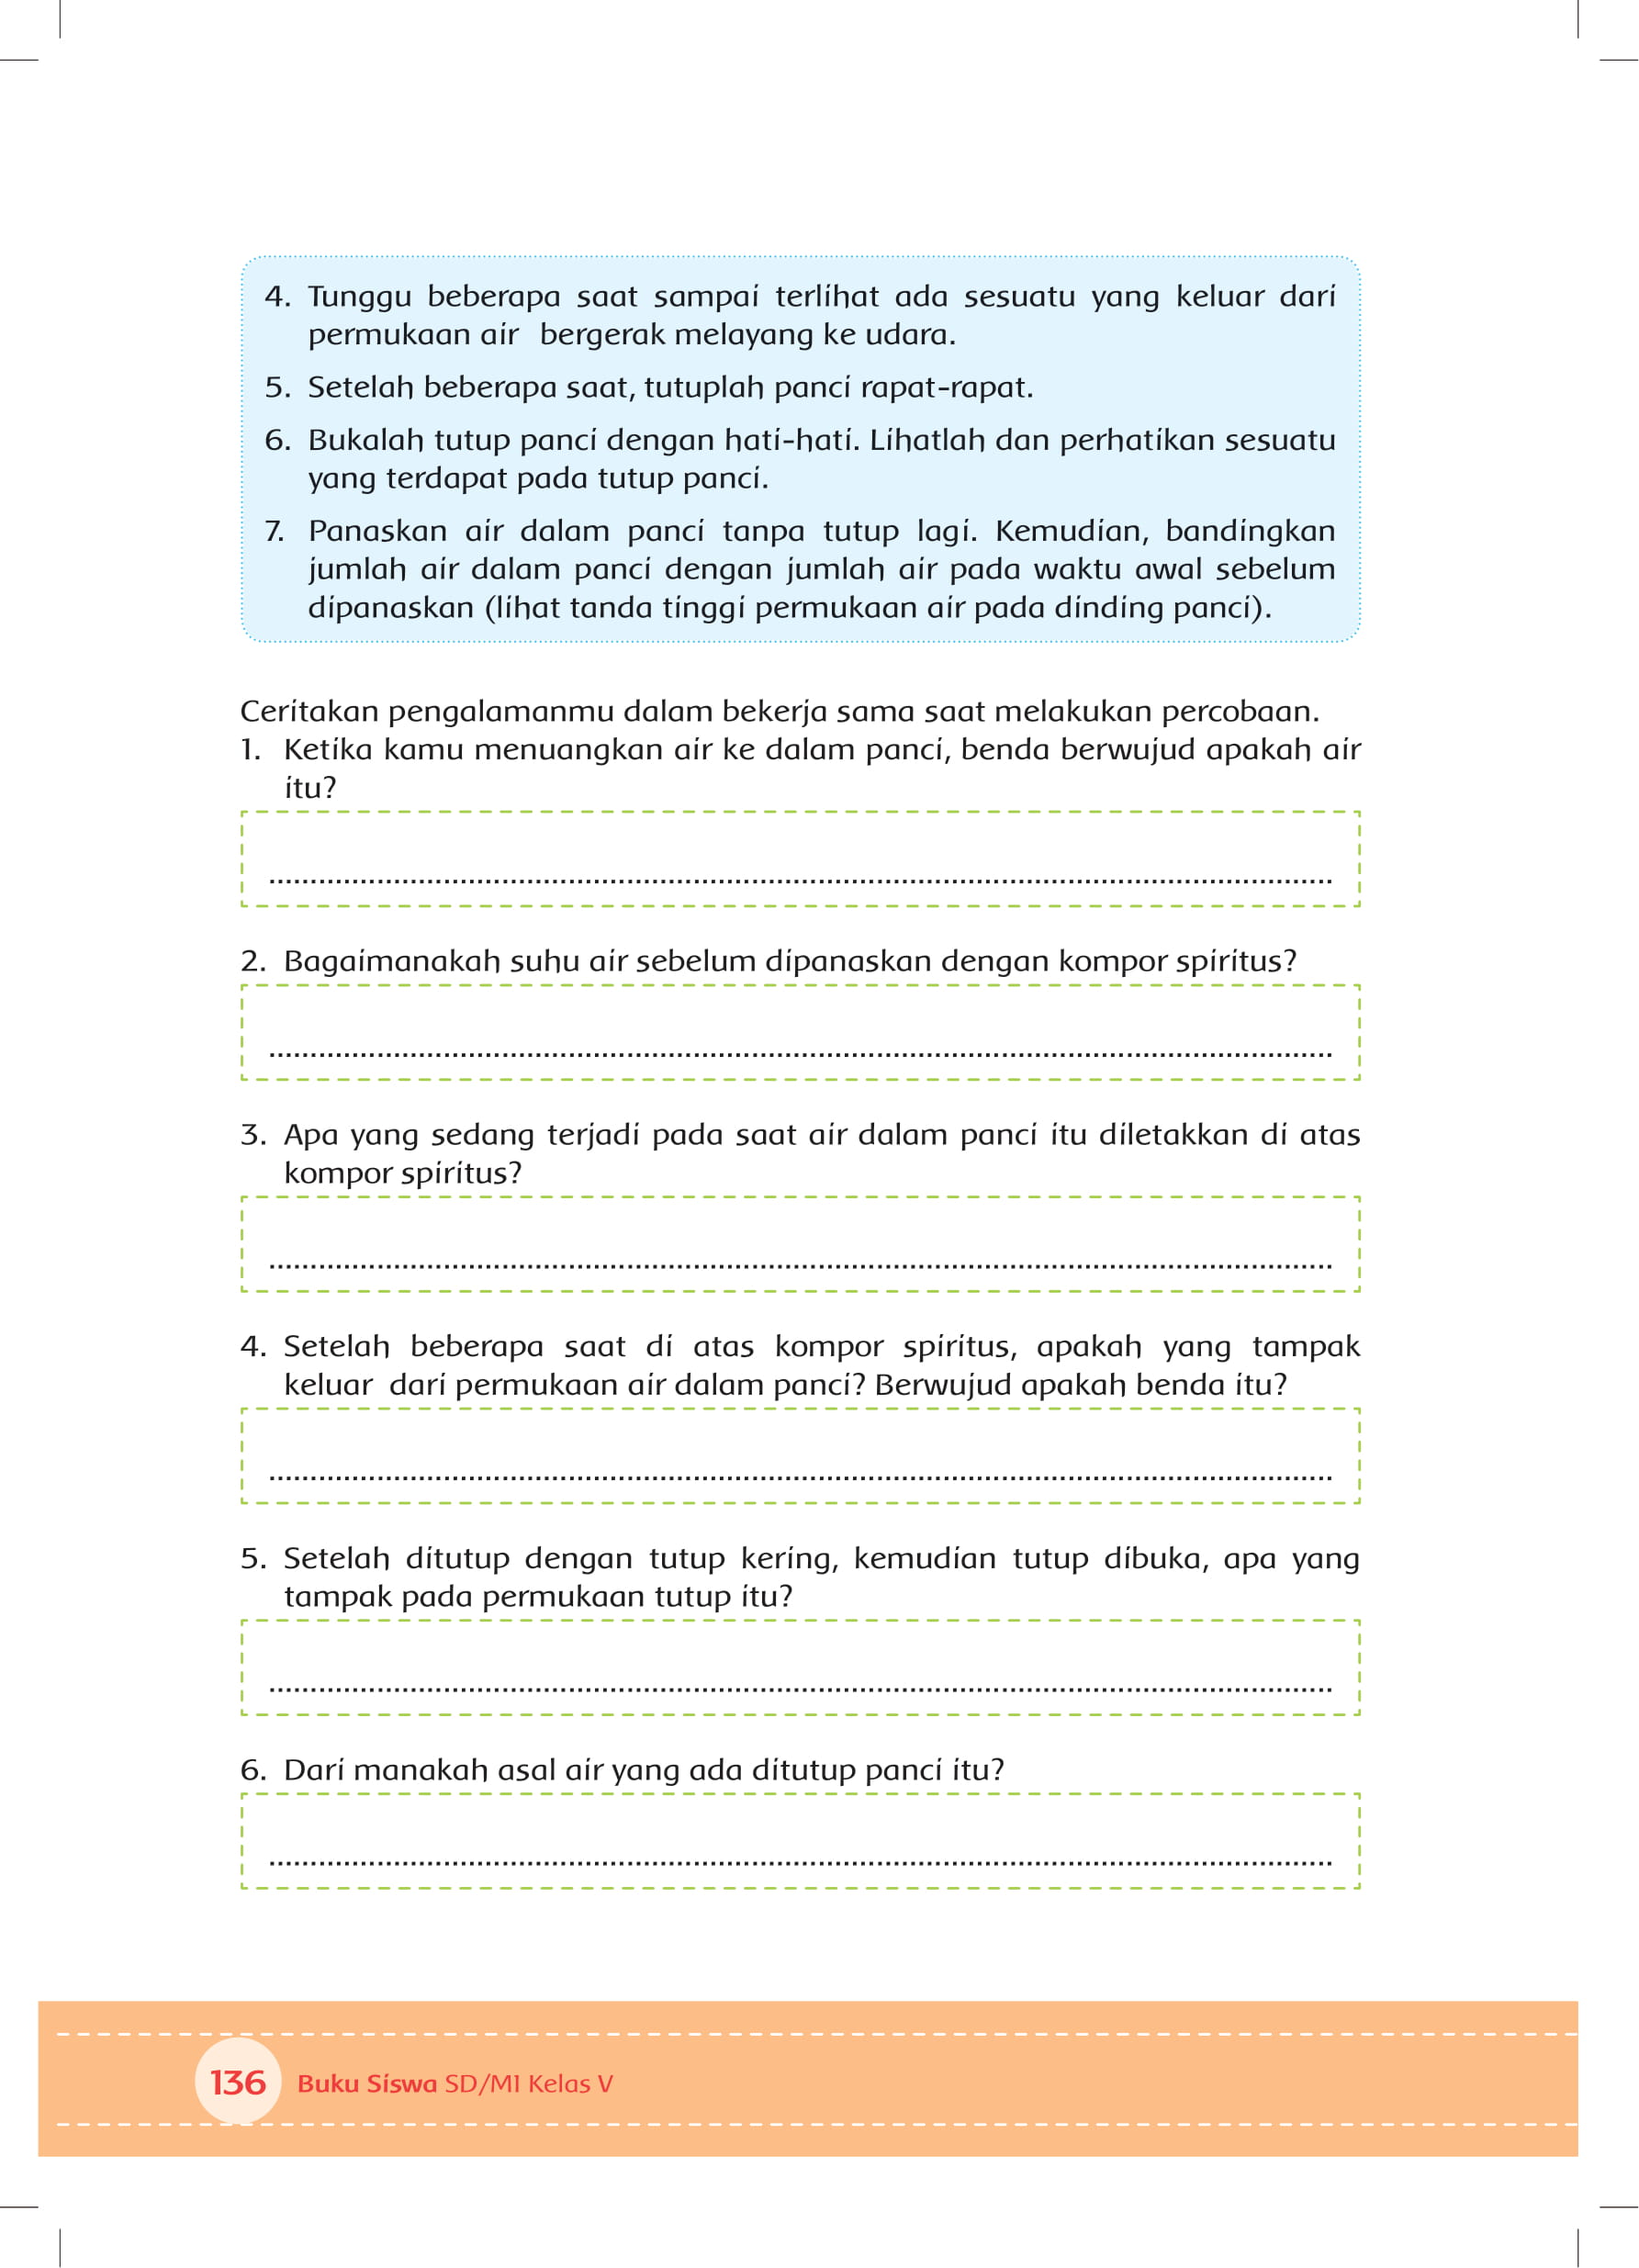 4. Tunggu beberapa saat sampai terlihat ada sesuatu yang keluar dari
permukaan air bergerak melayang ke udara.
5. Setelah beberapa saat, tutuplah panci rapat-rapat.
6. Bukalah tutup panci dengan hati-hati. Lihatlah dan perhatikan sesuatu
yang terdapat pada tutup panci.
7. Panaskan air dalam panci tanpa tutup lagi. Kemudian, bandingkan
jumlah air dalam panci dengan jumlah air pada waktu awal sebelum
dipanaskan (lihat tanda tinggi permukaan air pada dinding panci).
Ceritakan pengalamanmu dalam bekerja sama saat melakukan percobaan.
1. Ketika kamu menuangkan air ke dalam panci, benda berwujud apakah air
itu?
2. Bagaimanakah suhu air sebelum dipanaskan dengan kompor spiritus?
3. Apa yang sedang terjadi pada saat air dalam panci itu diletakkan di atas
kompor spiritus?
4. Setelah beberapa saat di atas kompor spiritus, apakah yang tampak
keluar dari permukaan air dalam panci? Berwujud apakah benda itu?
5. Setelah ditutup dengan tutup kering, kemudian tutup dibuka, apa yang
tampak pada permukaan tutup itu?
6. Dari manakah asal air yang ada ditutup panci itu?
136 Buku Siswa SD/MI Kelas V